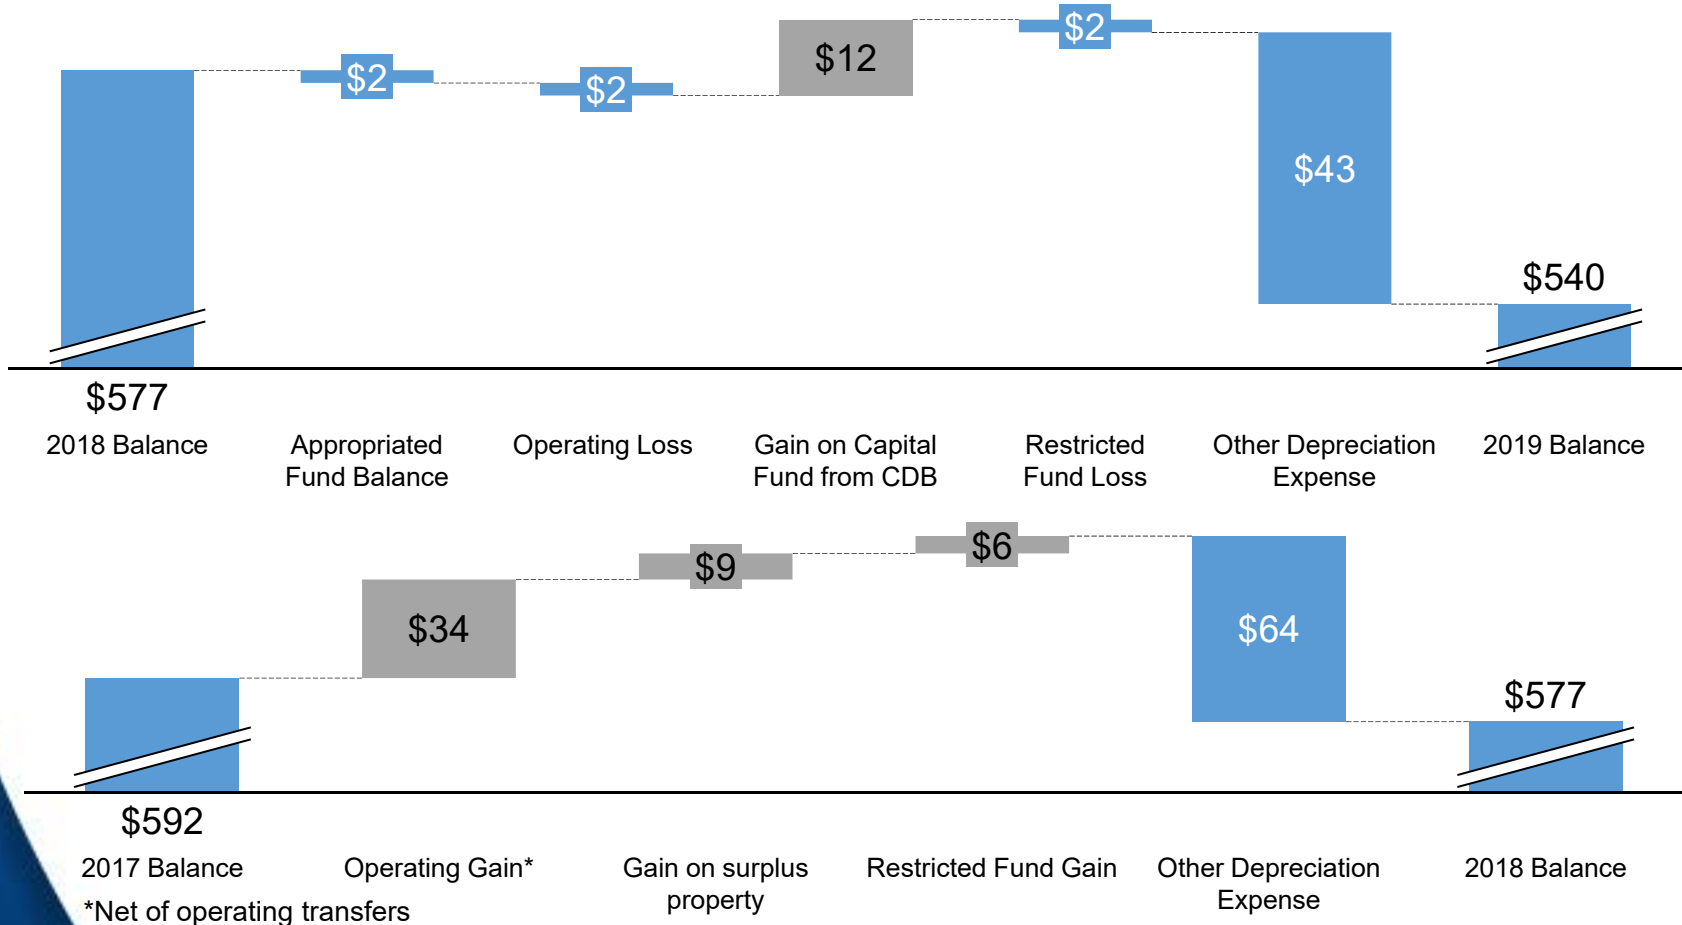 $2
$2
$12
$2
$43
$540
$577
2018 Balance
Appropriated
Fund Balance
Operating Loss
Gain on Capital
Fund from CDB
Restricted
Fund Loss
Other Depreciation
Expense
2019 Balance
$34
$9
$6
$64
$577
$592
2017 Balance
Operating Gain*
Gain on surplus
property
Restricted Fund Gain
Other Depreciation
Expense
2018 Balance
*Net of operating transfers